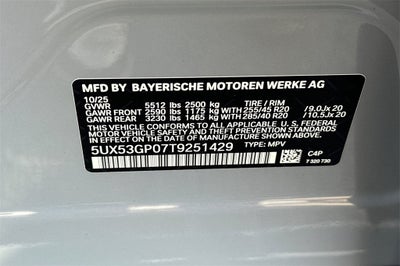 MFD BY BAYERISCHE MOTOREN WERKE AG
10/25
GVWR 5512 lbs 2500 kg TIRE / RIM
GAWR FRONT 2590 lbs 1175 kg WITH 255/45 R20 /9.0Jx 20
GAWR REAR 3230 lbs 1465 kg WITH 285/40 R20 /10.5Jx 20
THIS VEHICLE CONFORMS TO ALL APPLICABLE U.S. FEDERAL
MOTOR VEHICLE SAFETY STANDARDS
IN EFFECT ON THE DATE OF MANUFACTURE SHOWN ABOVE.
5UX53GP07T9251429 TYPE: MPV C4P
7 320 730